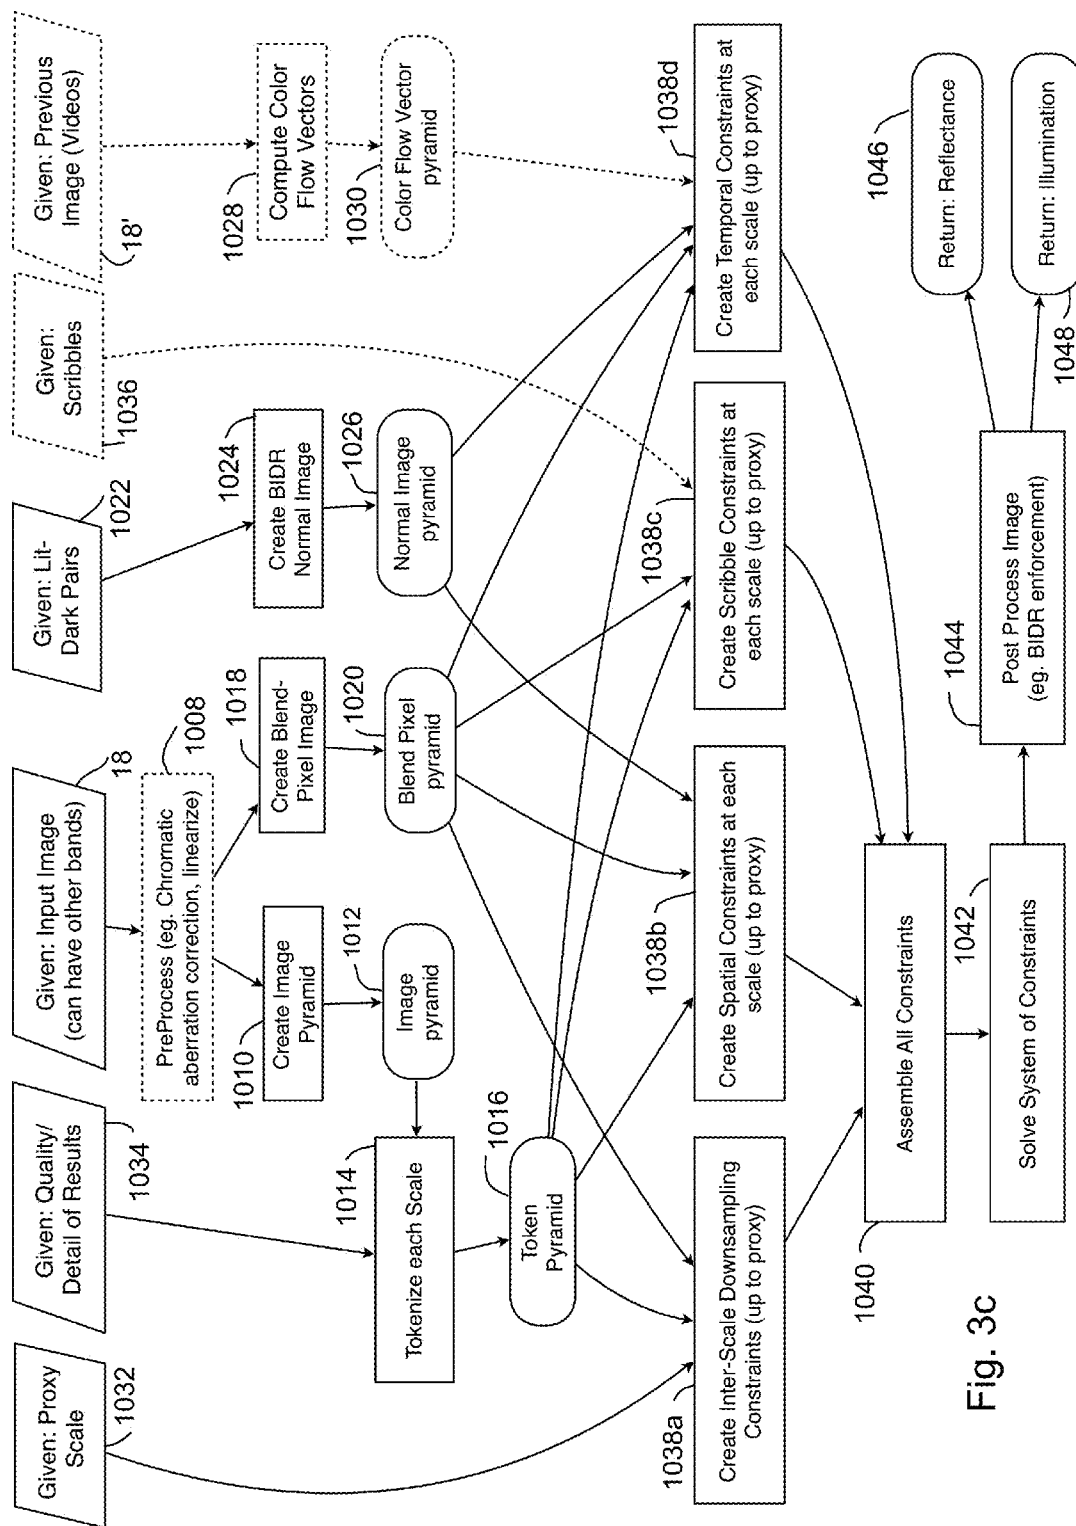 Given: Proxy
Scale
1032
Given: Quality/
Detail of Results
1034
Given: Input Image
(can have other bands)
18
Given: Lit-
Dark Pairs
1022
Given:
Scribbles
1036
Given: Previous
Image (Videos)
18'
PreProcess (eg. Chromatic
aberration correction, linearize)
1008
Create Image
Pyramid
1010
Create Blend-
Pixel Image
1018
Create BIDR
Normal Image
1024
Compute Color
Flow Vectors
1028
Image
pyramid
1012
Blend Pixel
pyramid
1020
Normal Image
pyramid
1026
Color Flow Vector
pyramid
1030
Tokenize each Scale
1014
Token
Pyramid
1016
Create Inter-Scale Downsampling
Constraints (up to proxy)
1038a
Create Spatial Constraints at each
scale (up to proxy)
1038b
Create Scribble Constraints at
each scale (up to proxy)
1038c
Create Temporal Constraints at
each scale (up to proxy)
1038d
Assemble All Constraints
1040
Solve System of Constraints
1042
Post Process Image
(eg. BIDR enforcement)
1044
Return: Reflectance
1046
Return: Illumination
1048
Fig. 3c